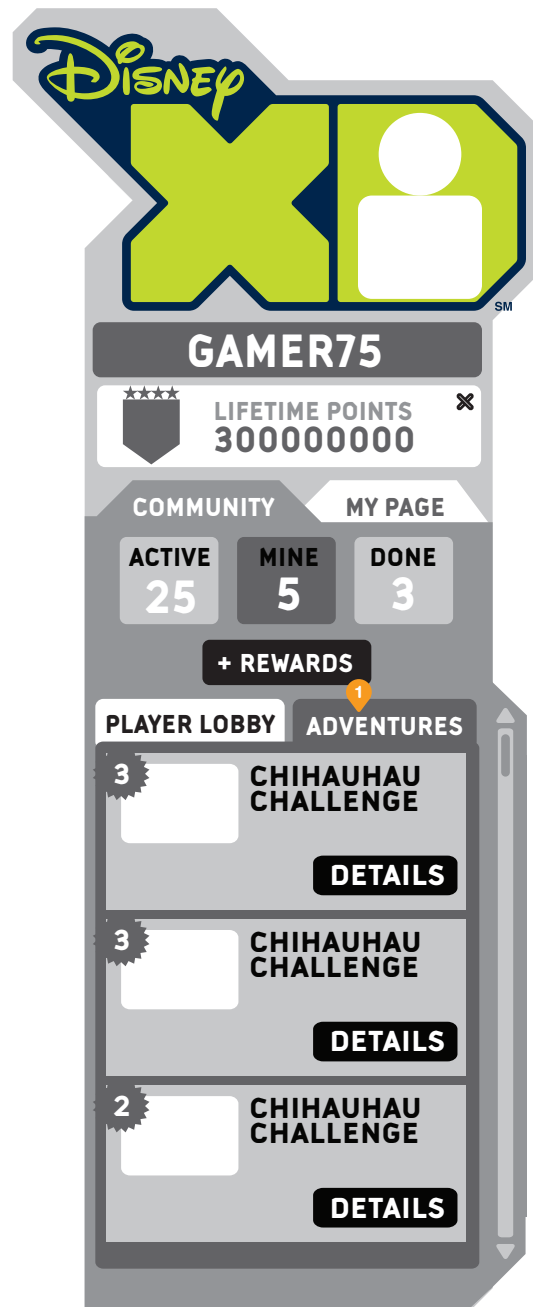 DISNEY
XD
SM
GAMER75
LIFETIME POINTS
300000000
COMMUNITY
MY PAGE
ACTIVE
25
MINE
5
DONE
3
+ REWARDS
1
PLAYER LOBBY
ADVENTURES
3
CHIHAUHAU
CHALLENGE
DETAILS
3
CHIHAUHAU
CHALLENGE
DETAILS
2
CHIHAUHAU
CHALLENGE
DETAILS